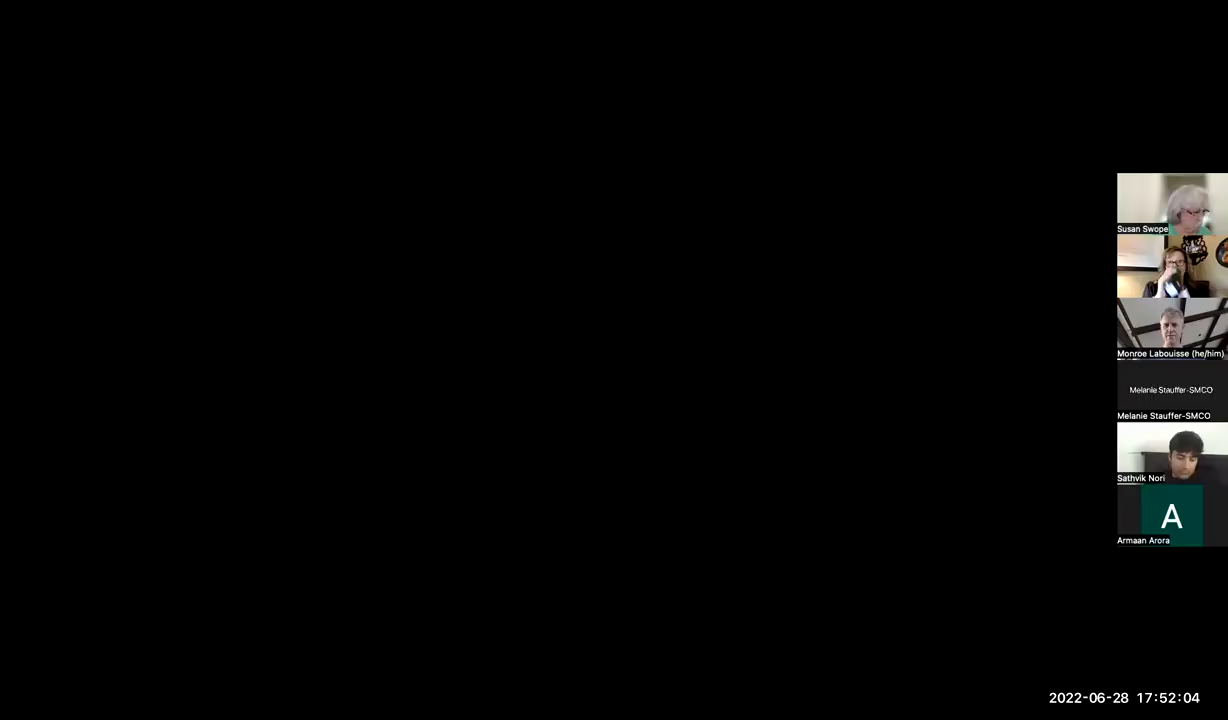 Susan Swope
Monroe Labouisse (he/him)
Melanie Stauffer-SMCO
Melanie Stauffer-SMCO
Sathvik Nori
A
Armaan Arora
2022-06-28 17:52:04